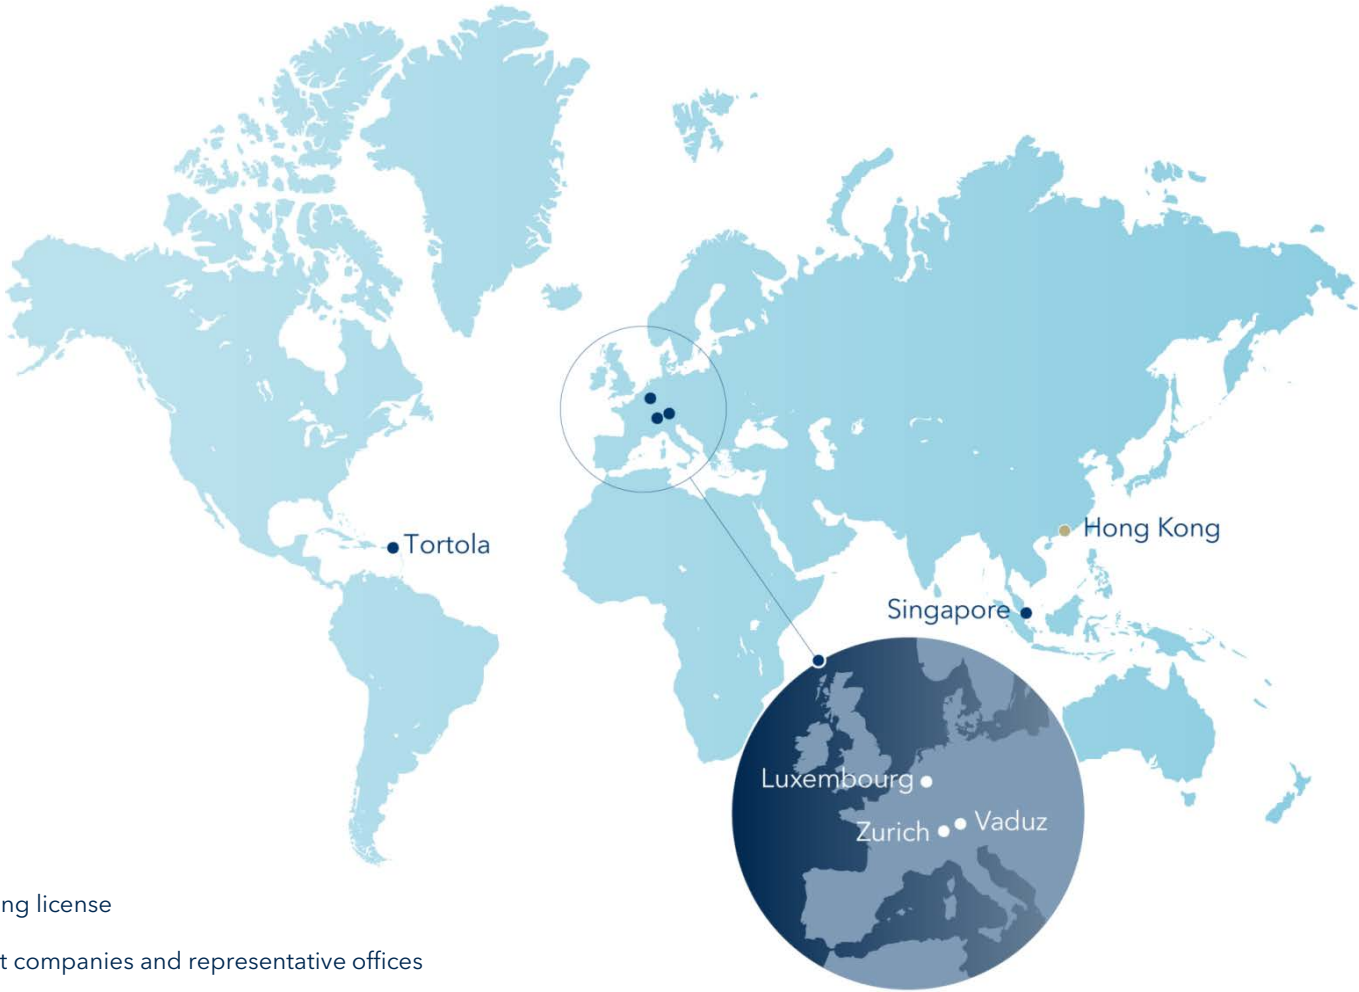 Tortola
Hong Kong
Singapore
Luxembourg
Zurich
Vaduz
ng license
t companies and representative offices